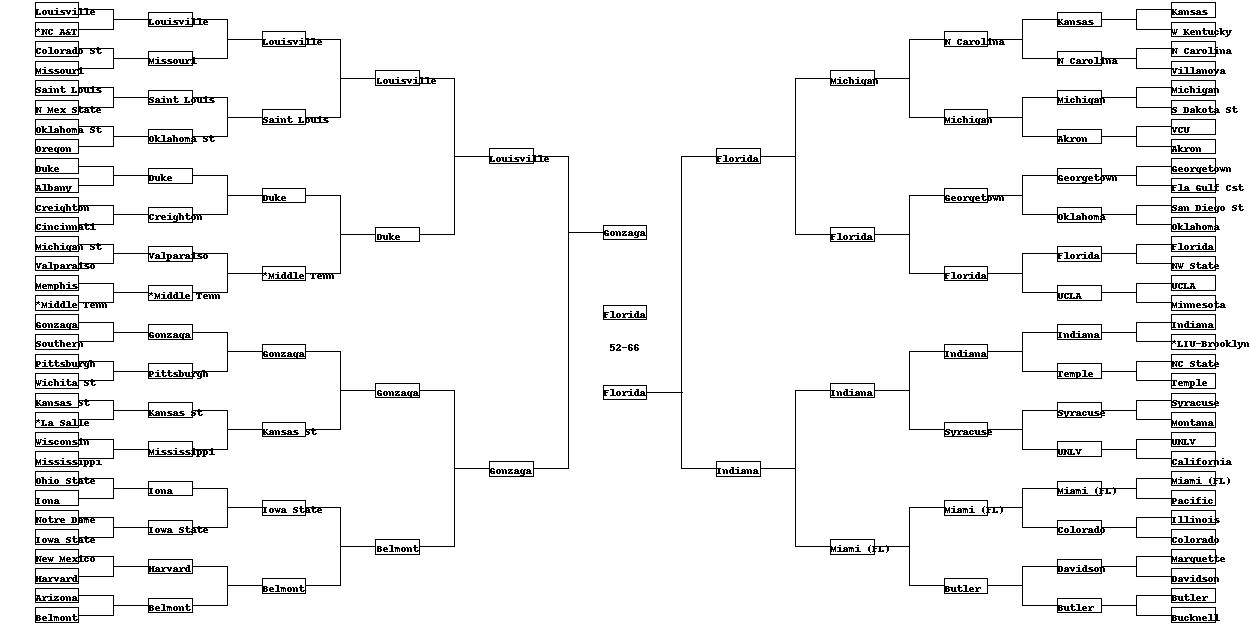 Louisville
*NC A&T
Colorado St
Missouri
Saint Louis
N Mex State
Oklahoma St
Oregon
Duke
Albany
Creighton
Cincinnati
Michigan St
Valparaiso
Memphis
*Middle Tenn
Gonzaga
Southern
Pittsburgh
Wichita St
Kansas St
*La Salle
Wisconsin
Mississippi
Ohio State
Iona
Notre Dame
Iowa State
New Mexico
Harvard
Arizona
Belmont
Louisville
Missouri
Saint Louis
Oklahoma St
Duke
Creighton
Valparaiso
*Middle Tenn
Gonzaga
Pittsburgh
Kansas St
Mississippi
Iona
Iowa State
Harvard
Belmont
Louisville
Saint Louis
Duke
*Middle Tenn
Gonzaga
Kansas St
Iowa State
Belmont
Louisville
Duke
Gonzaga
Belmont
Louisville
Gonzaga
Gonzaga
Florida
52-66
Florida
Florida
Indiana
Michigan
Florida
Indiana
Miami (FL)
N Carolina
Michigan
Georgetown
Florida
Indiana
Syracuse
Miami (FL)
Butler
Kansas
N Carolina
Michigan
Akron
Georgetown
Oklahoma
Florida
UCLA
Indiana
Temple
Syracuse
UNLV
Miami (FL)
Colorado
Davidson
Butler
Kansas
W Kentucky
N Carolina
Villanova
Michigan
S Dakota St
VCU
Akron
Georgetown
Fla Gulf Cst
San Diego St
Oklahoma
Florida
NW State
UCLA
Minnesota
Indiana
*LIU-Brooklyn
NC State
Temple
Syracuse
Montana
UNLV
California
Miami (FL)
Pacific
Illinois
Colorado
Marquette
Davidson
Butler
Bucknell